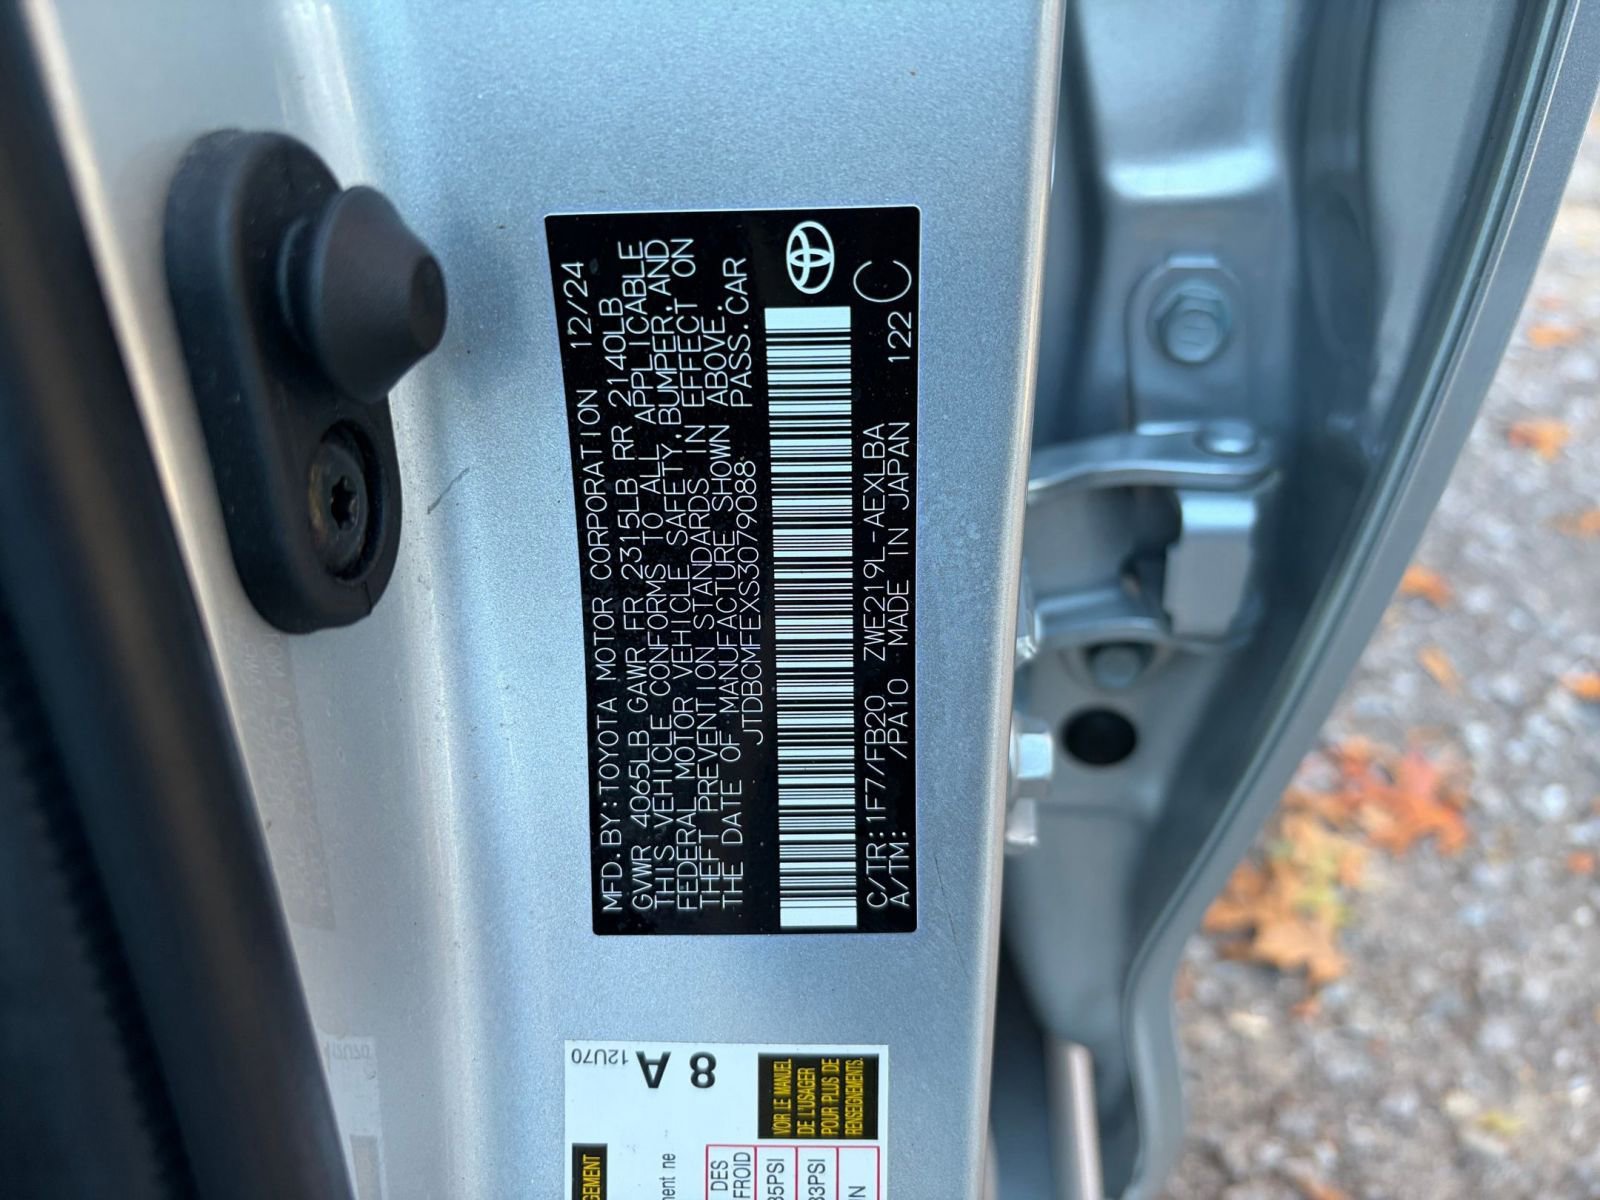 MFD.BY:TOYOTA MOTOR CORPORATION 12/24
GVWR 4065LB GAWR FR 2315LB RR 2140LB
THIS VEHICLE CONFORMS TO ALL APPLICABLE
FEDERAL MOTOR VEHICLE SAFETY,BUMPER,AND
THEFT PREVENTION STANDARDS IN EFFECT ON
THE DATE OF MANUFACTURE SHOWN ABOVE.
JTDBCMFEXS3079088 PASS.CAR
C/TR:1F7/FB20 ZWE219L-AEXLBA 122
A/TM: /PA10 MADE IN JAPAN
C
8 A
12U70
VOIR LE MANUEL
DE L'USAGER
POUR PLUS DE
RENSEIGNEMENTS.
DES
FROID